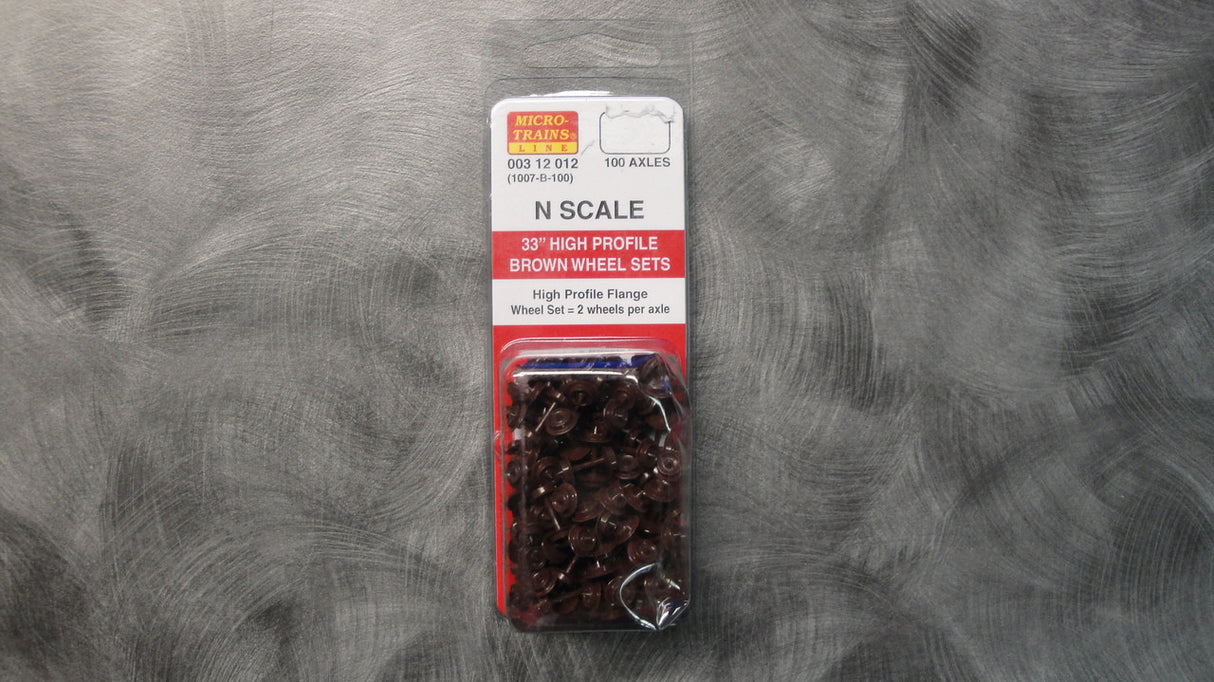 MICRO-
TRAINS®
LINE
003 12 012
(1007-B-100)
100 AXLES
N SCALE
33” HIGH PROFILE
BROWN WHEEL SETS
High Profile Flange
Wheel Set = 2 wheels per axle